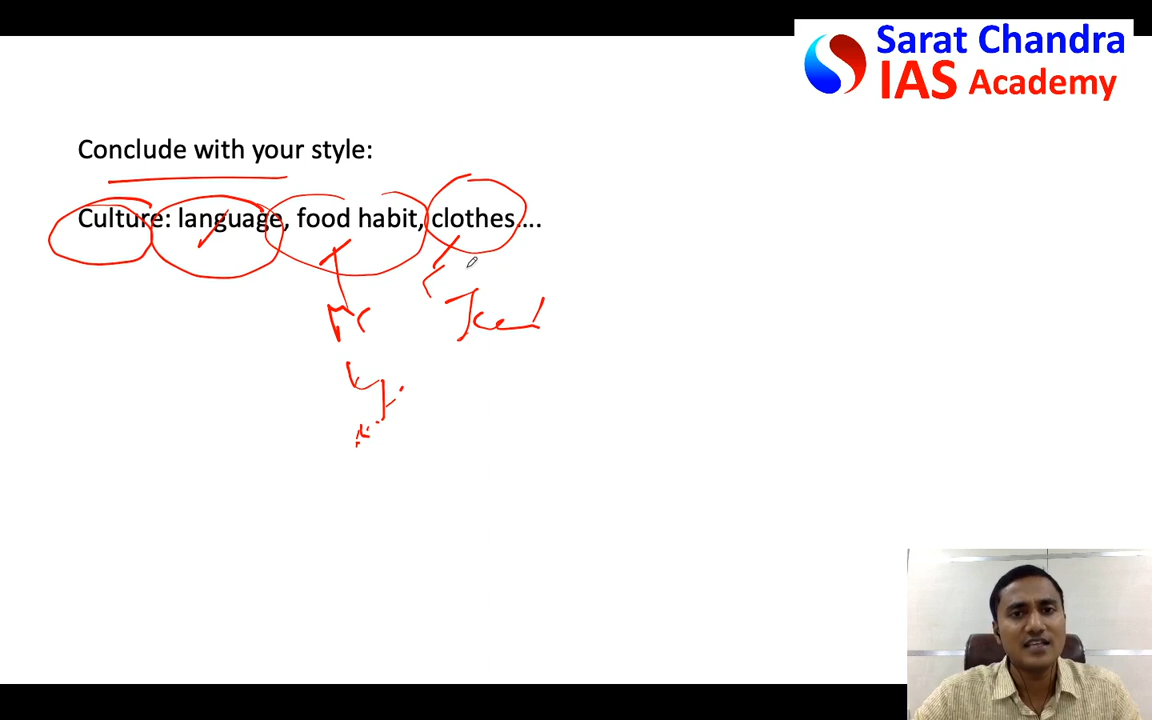 Sarat Chandra
IAS Academy
Conclude with your style:
Culture: language, food habit, clothes....